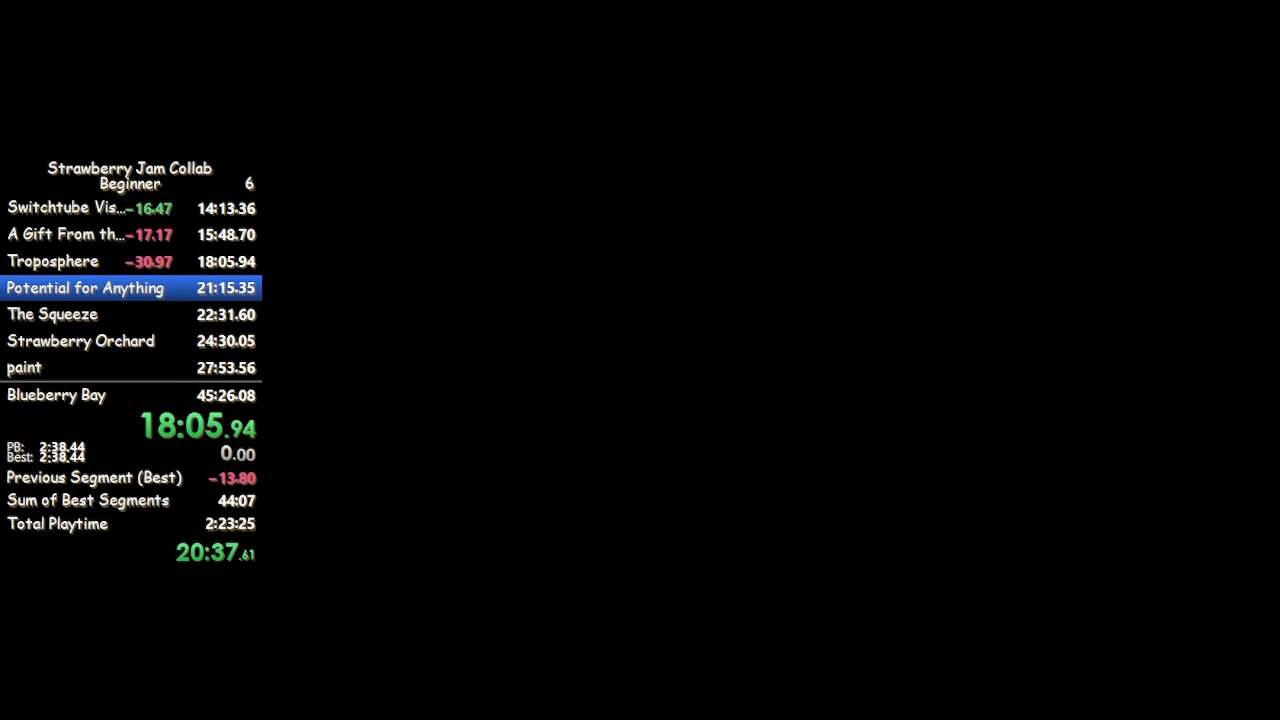 Strawberry Jam Collab
Beginner 6
Switchtube Vis... -16.47 14:13.36
A Gift From th... -17.17 15:48.70
Troposphere -30.97 18:05.94
Potential for Anything 21:15.35
The Squeeze 22:31.60
Strawberry Orchard 24:30.05
paint 27:53.56
Blueberry Bay 45:26.08
18:05.94
PB: 2:38.44
Best: 2:38.44 0.00
Previous Segment (Best) -13.80
Sum of Best Segments 44:07
Total Playtime 2:23:25
20:37.61